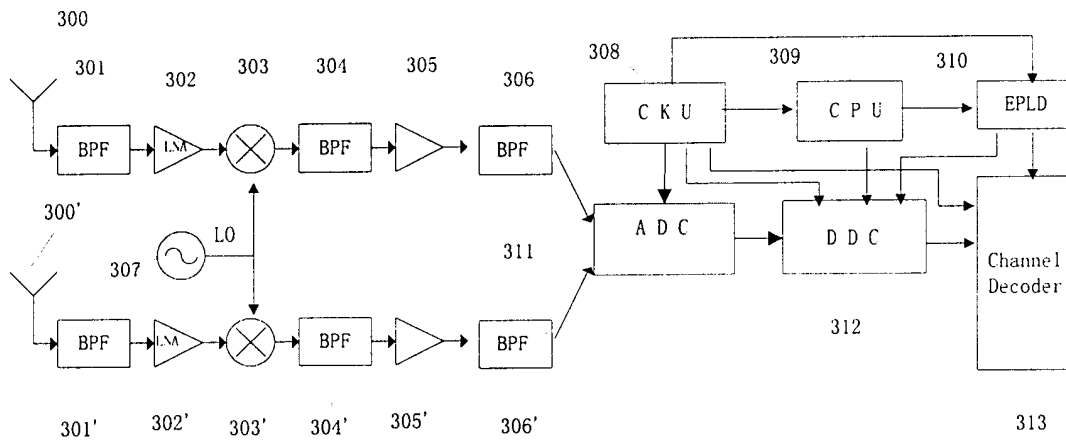 300
301 302 303 304 305 306 308 309 310
CKU CPU EPLD
BPF LNA BPF BPF
300'
307 LO 311 ADC DDC Channel
Decoder
312
BPF LNA BPF BPF
301' 302' 303' 304' 305' 306' 313